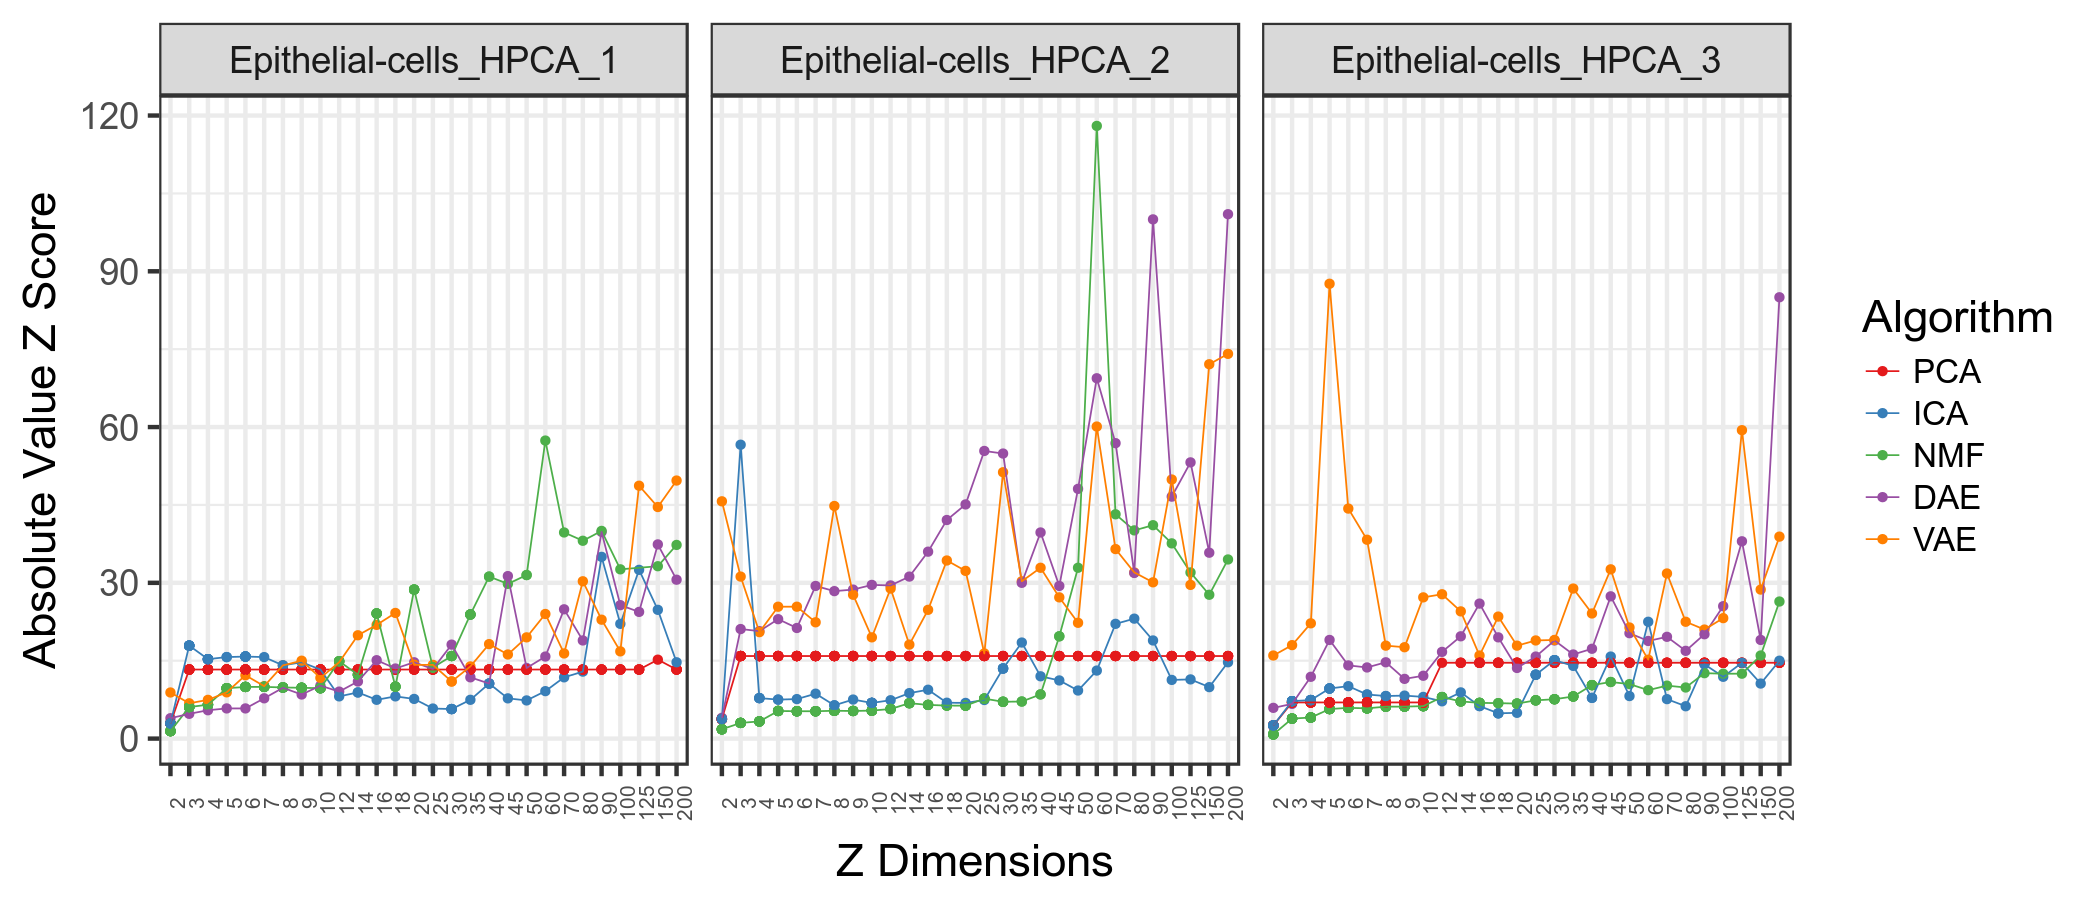 Epithelial-cells_HPCA_1
Epithelial-cells_HPCA_2
Epithelial-cells_HPCA_3
Absolute Value Z Score
120
90
60
30
0
2 3 4 5 6 7 8 9 10 12 14 16 18 20 25 30 35 40 45 50 60 70 80 90 100 125 150 200
2 3 4 5 6 7 8 9 10 12 14 16 18 20 25 30 35 40 45 50 60 70 80 90 100 125 150 200
2 3 4 5 6 7 8 9 10 12 14 16 18 20 25 30 35 40 45 50 60 70 80 90 100 125 150 200
Z Dimensions
Algorithm
PCA
ICA
NMF
DAE
VAE